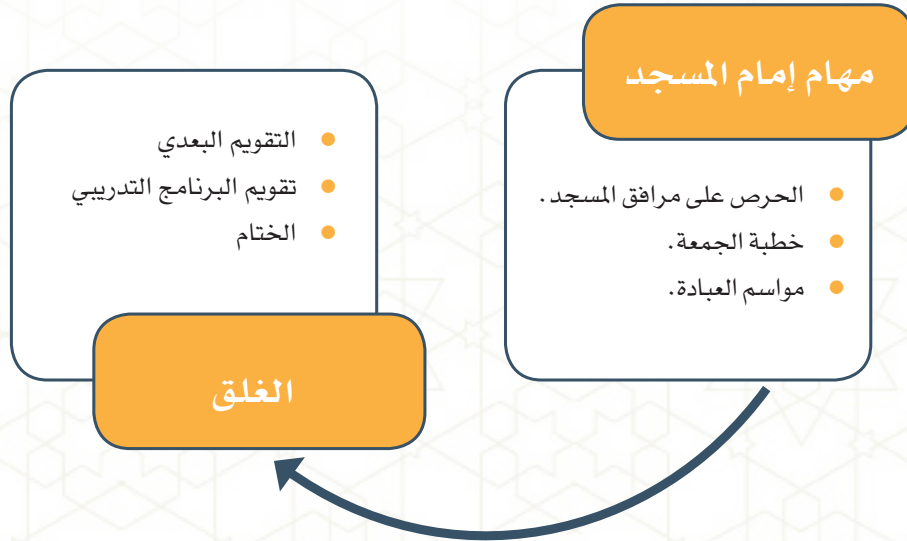 مهام إمام المسجد
الحرص على مرافق المسجد.
خطبة الجمعة.
مواسم العبادة.
التقويم البعدي
تقويم البرنامج التدريبي
الختام
الغلق